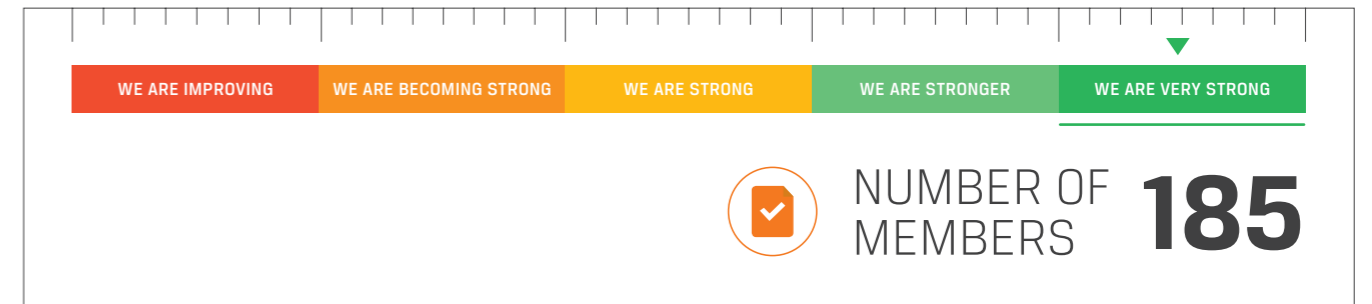 WE ARE IMPROVING
WE ARE BECOMING STRONG
WE ARE STRONG
WE ARE STRONGER
WE ARE VERY STRONG
NUMBER OF
MEMBERS
185